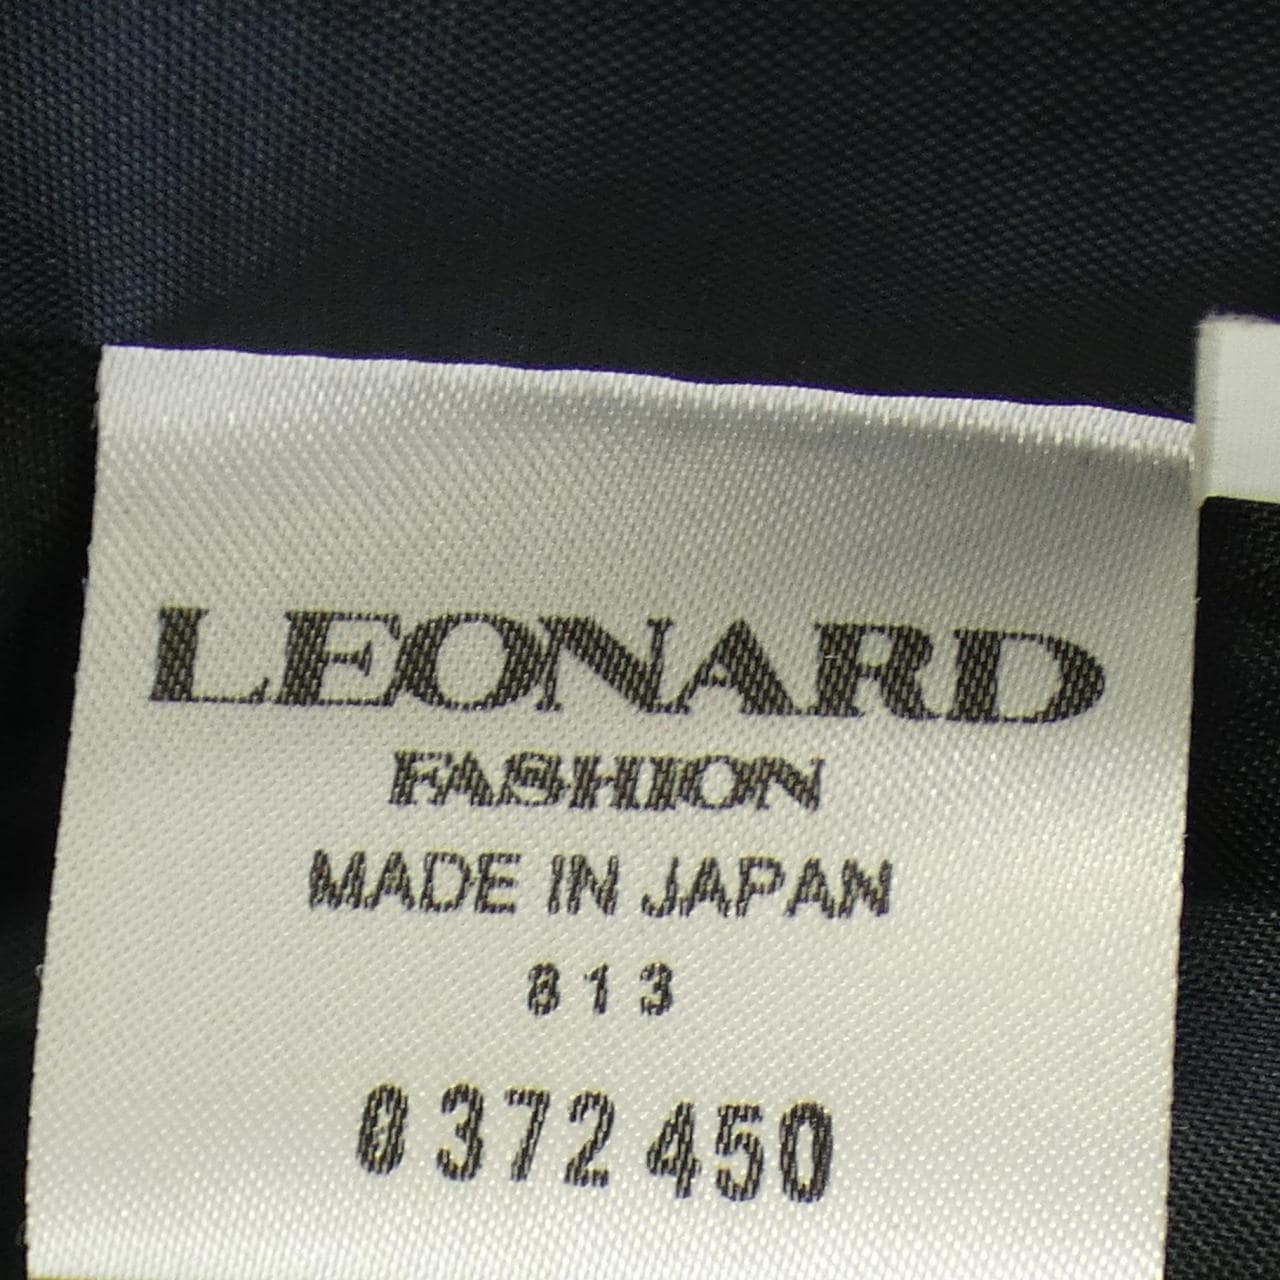 LEONARD
FASHION
MADE IN JAPAN
813
0372450